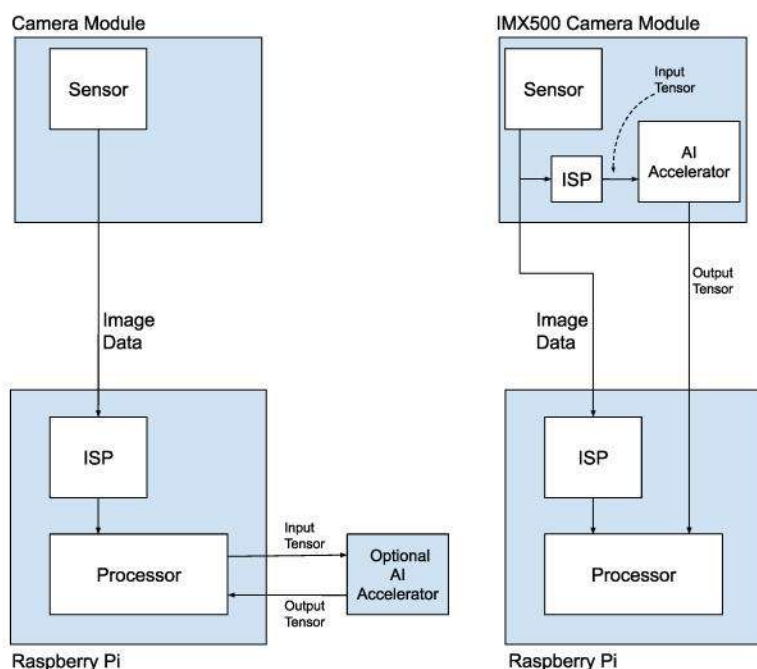 Camera Module
Sensor
Image
Data
ISP
Processor
Input
Tensor
Output
Tensor
Optional
AI
Accelerator
Raspberry Pi
IMX500 Camera Module
Sensor
Input
Tensor
ISP
AI
Accelerator
Output
Tensor
Image
Data
ISP
Processor
Raspberry Pi